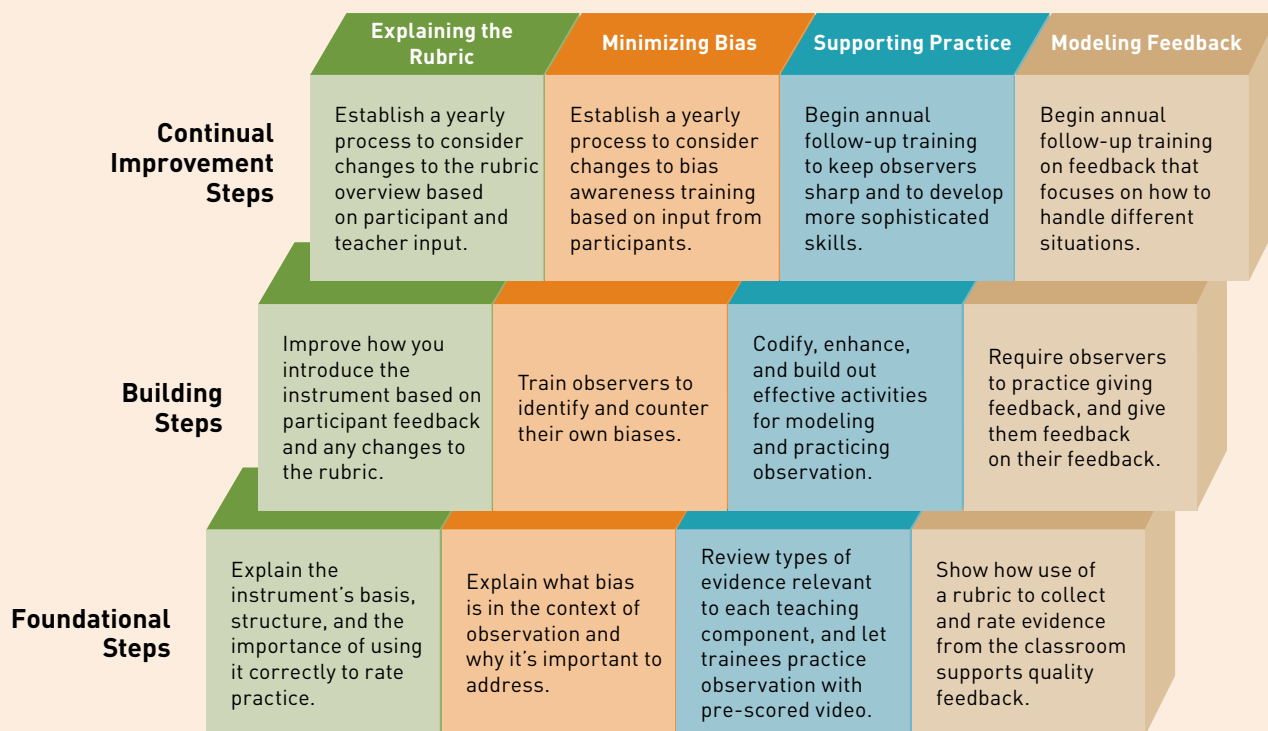 Explaining the
Rubric
Minimizing Bias
Supporting Practice
Modeling Feedback
Continual
Improvement
Steps
Establish a yearly
process to consider
changes to the rubric
overview based
on participant and
teacher input.
Establish a yearly
process to consider
changes to bias
awareness training
based on input from
participants.
Begin annual
follow-up training
to keep observers
sharp and to develop
more sophisticated
skills.
Begin annual
follow-up training
on feedback that
focuses on how to
handle different
situations.
Building
Steps
Improve how you
introduce the
instrument based on
participant feedback
and any changes to
the rubric.
Train observers to
identify and counter
their own biases.
Codify, enhance,
and build out
effective activities
for modeling
and practicing
observation.
Require observers
to practice giving
feedback, and give
them feedback
on their feedback.
Foundational
Steps
Explain the
instrument’s basis,
structure, and the
importance of using
it correctly to rate
practice.
Explain what bias
is in the context of
observation and
why it’s important to
address.
Review types of
evidence relevant
to each teaching
component, and let
trainees practice
observation with
pre-scored video.
Show how use of
a rubric to collect
and rate evidence
from the classroom
supports quality
feedback.